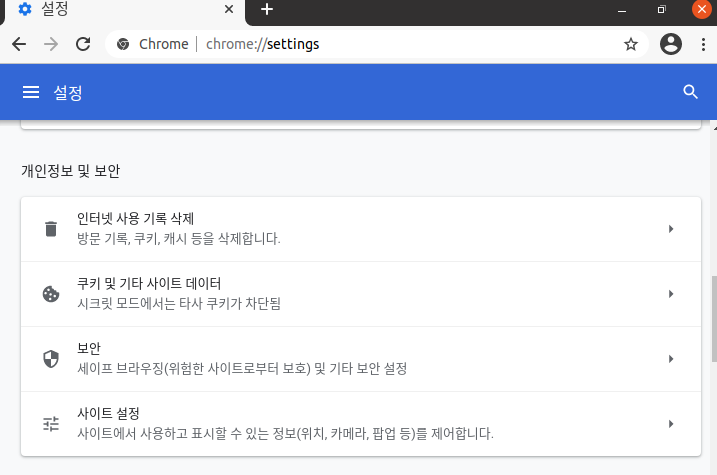 설정
Chrome | chrome://settings
설정
개인정보 및 보안
인터넷 사용 기록 삭제
방문 기록, 쿠키, 캐시 등을 삭제합니다.
쿠키 및 기타 사이트 데이터
시크릿 모드에서는 타사 쿠키가 차단됨
보안
세이프 브라우징(위험한 사이트로부터 보호) 및 기타 보안 설정
사이트 설정
사이트에서 사용하고 표시할 수 있는 정보(위치, 카메라, 팝업 등)를 제어합니다.